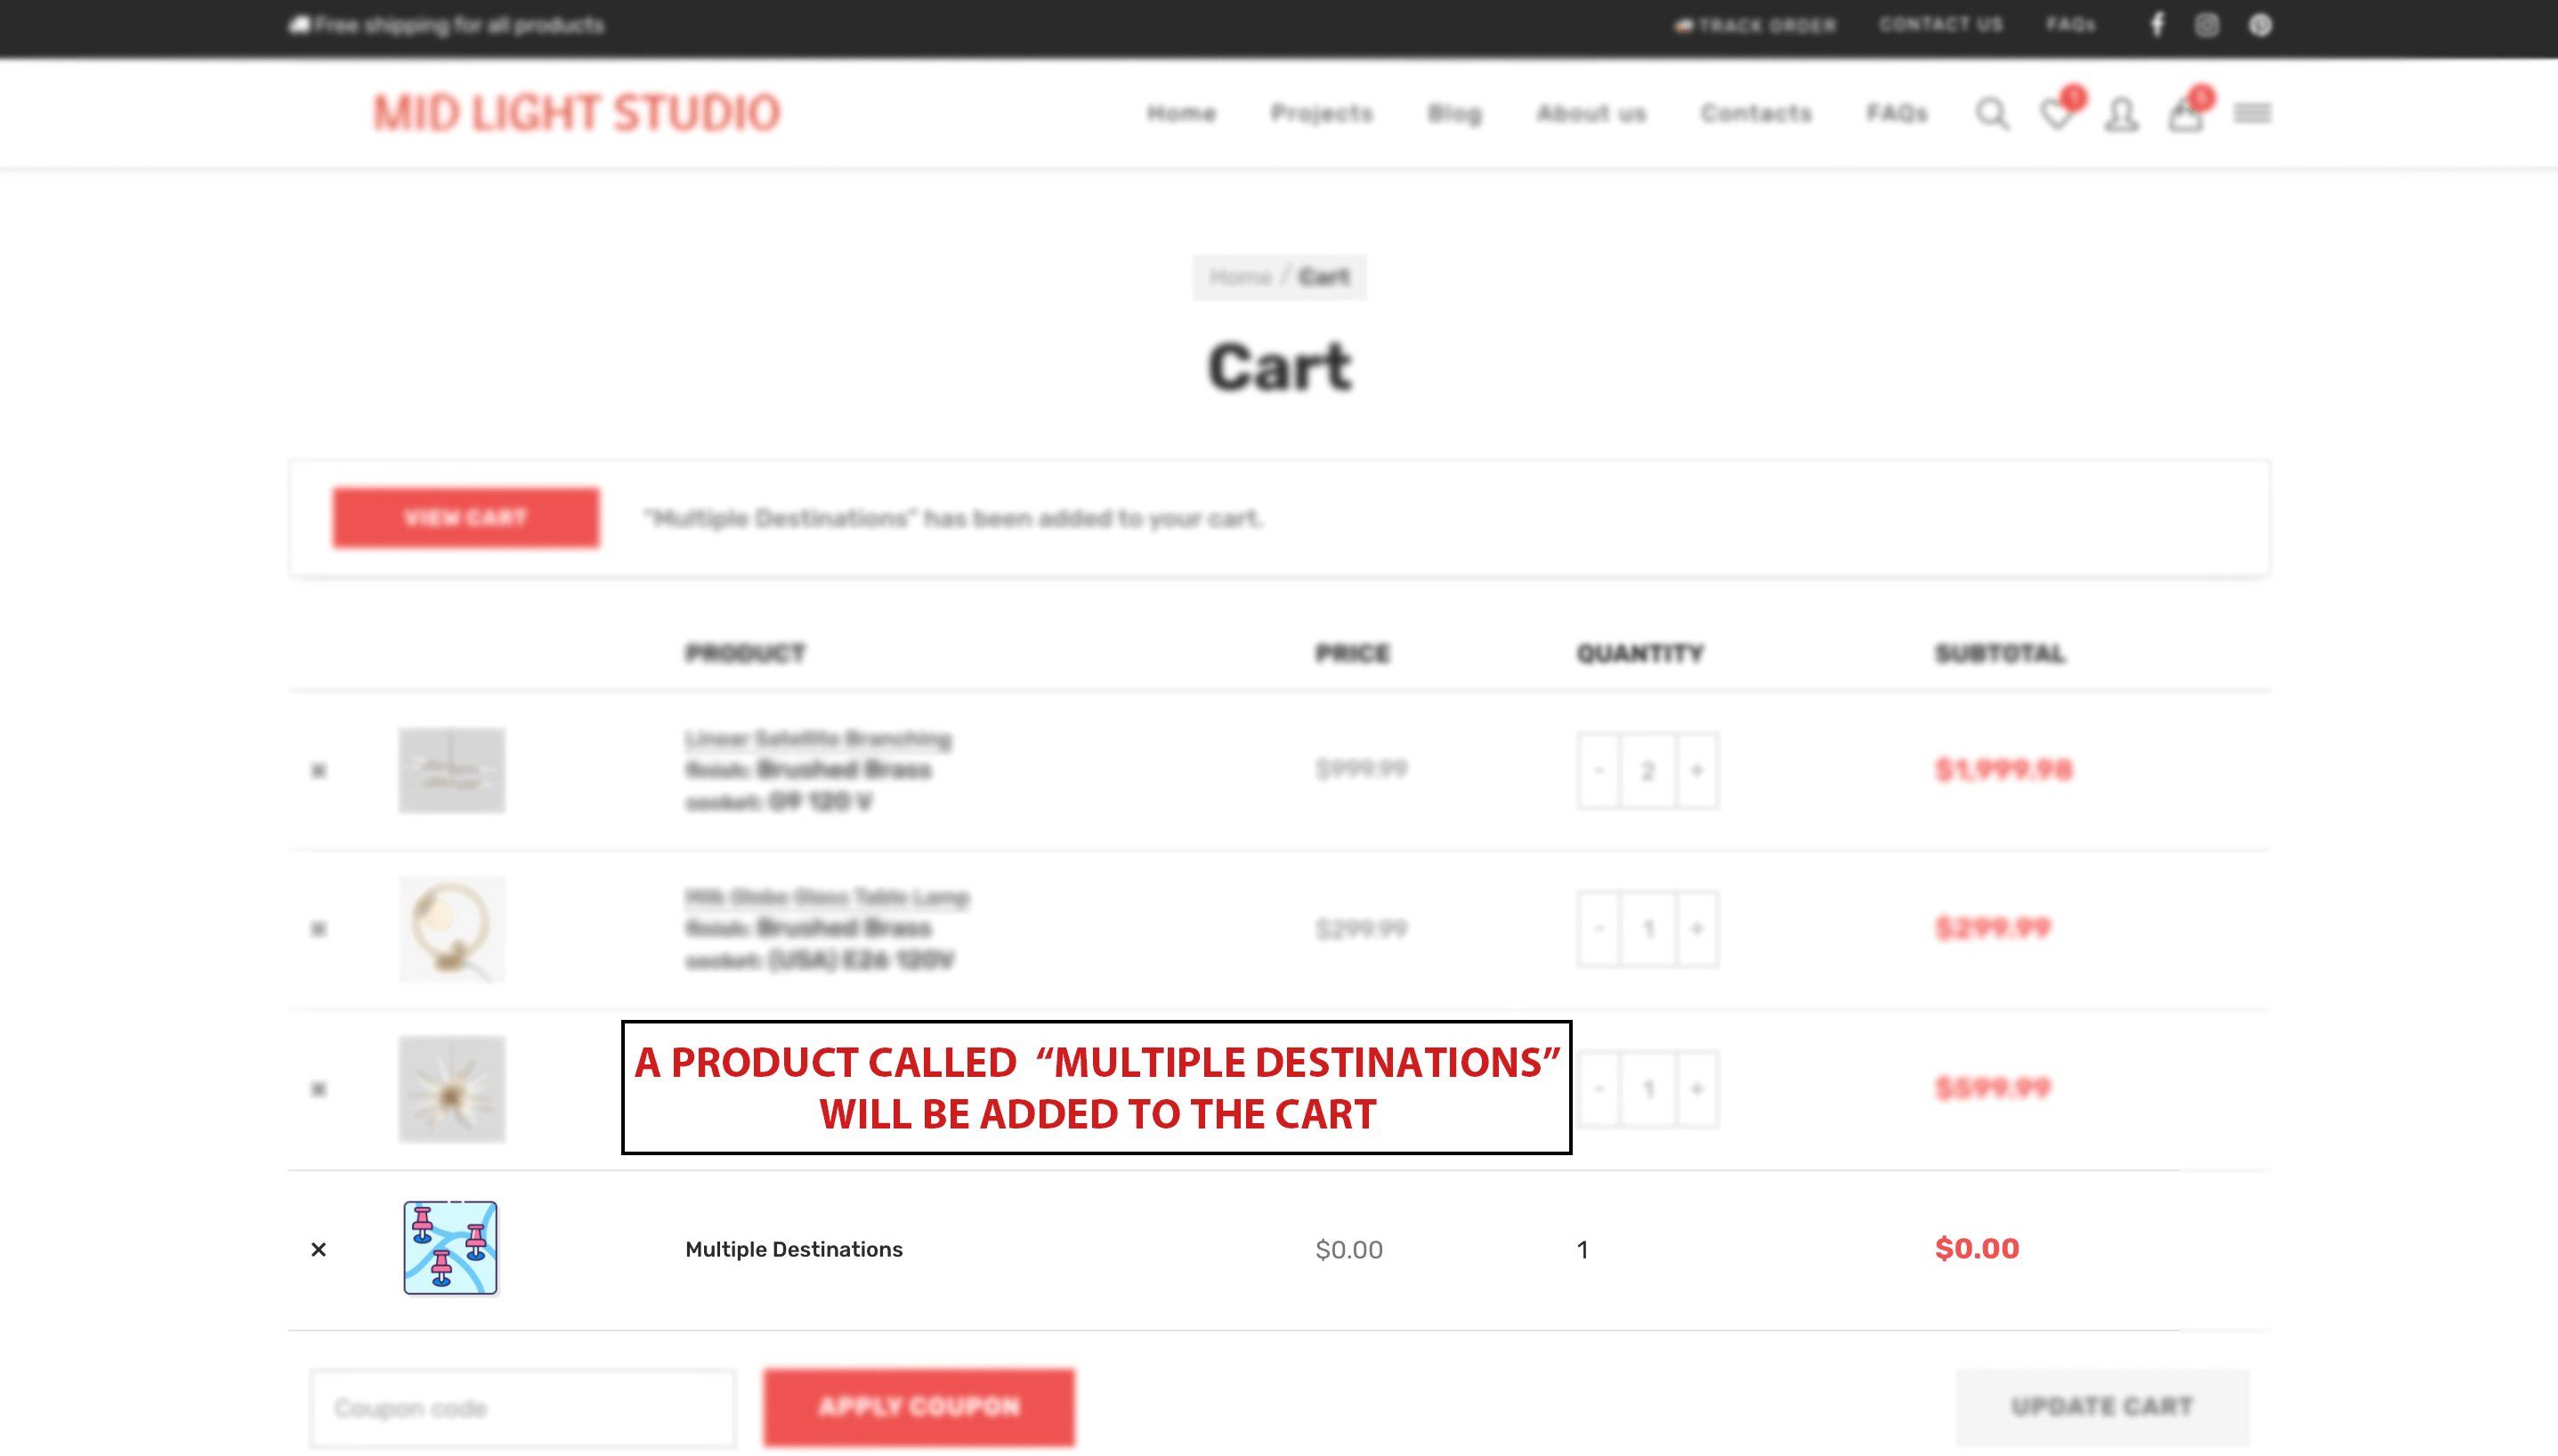 Free shipping for all products
TRACK ORDER CONTACT US FAQs
MID LIGHT STUDIO
Home Projects Blog About us Contacts FAQs
Home / Cart
Cart
VIEW CART "Multiple Destinations" has been added to your cart.
PRODUCT PRICE QUANTITY SUBTOTAL
Linear Satellite Branching
finish: Brushed Brass
socket: G9 120 V
$999.99 - 2 + $1,999.98
Milk Globe Glass Table Lamp
finish: Brushed Brass
socket: (USA) E26 120V
$299.99 - 1 + $299.99
A PRODUCT CALLED “MULTIPLE DESTINATIONS”
WILL BE ADDED TO THE CART
- 1 + $599.99
× Multiple Destinations $0.00 1 $0.00
Coupon code APPLY COUPON UPDATE CART